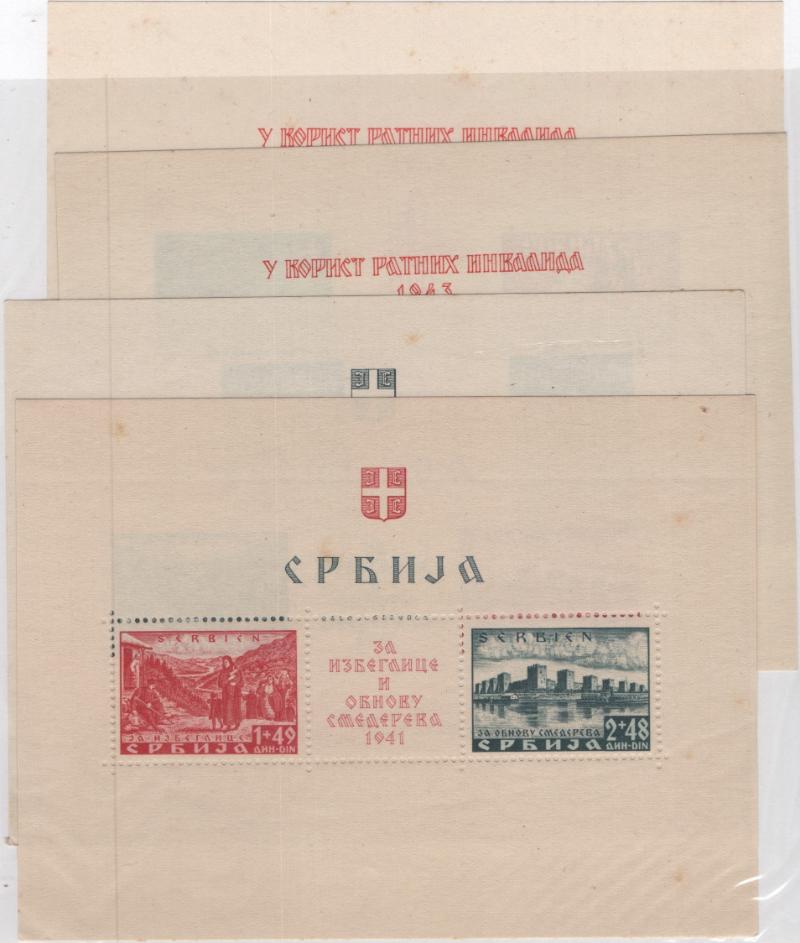 У КОРИСТ РАТНИХ ИНВАЛИДА
У КОРИСТ РАТНИХ ИНВАЛИДА
1943
СРБИЈА
SERBIEN
1+49
ЗА ИЗБЕГЛИЦЕ
СРБИЈА ДИН-DIN
ЗА
ИЗБЕГЛИЦЕ
И
ОБНОВУ
СМЕДЕРЕВА
1941
SERBIEN
2+48
ЗА ОБНОВУ СМЕДЕРЕВА
СРБИЈА ДИН-DIN